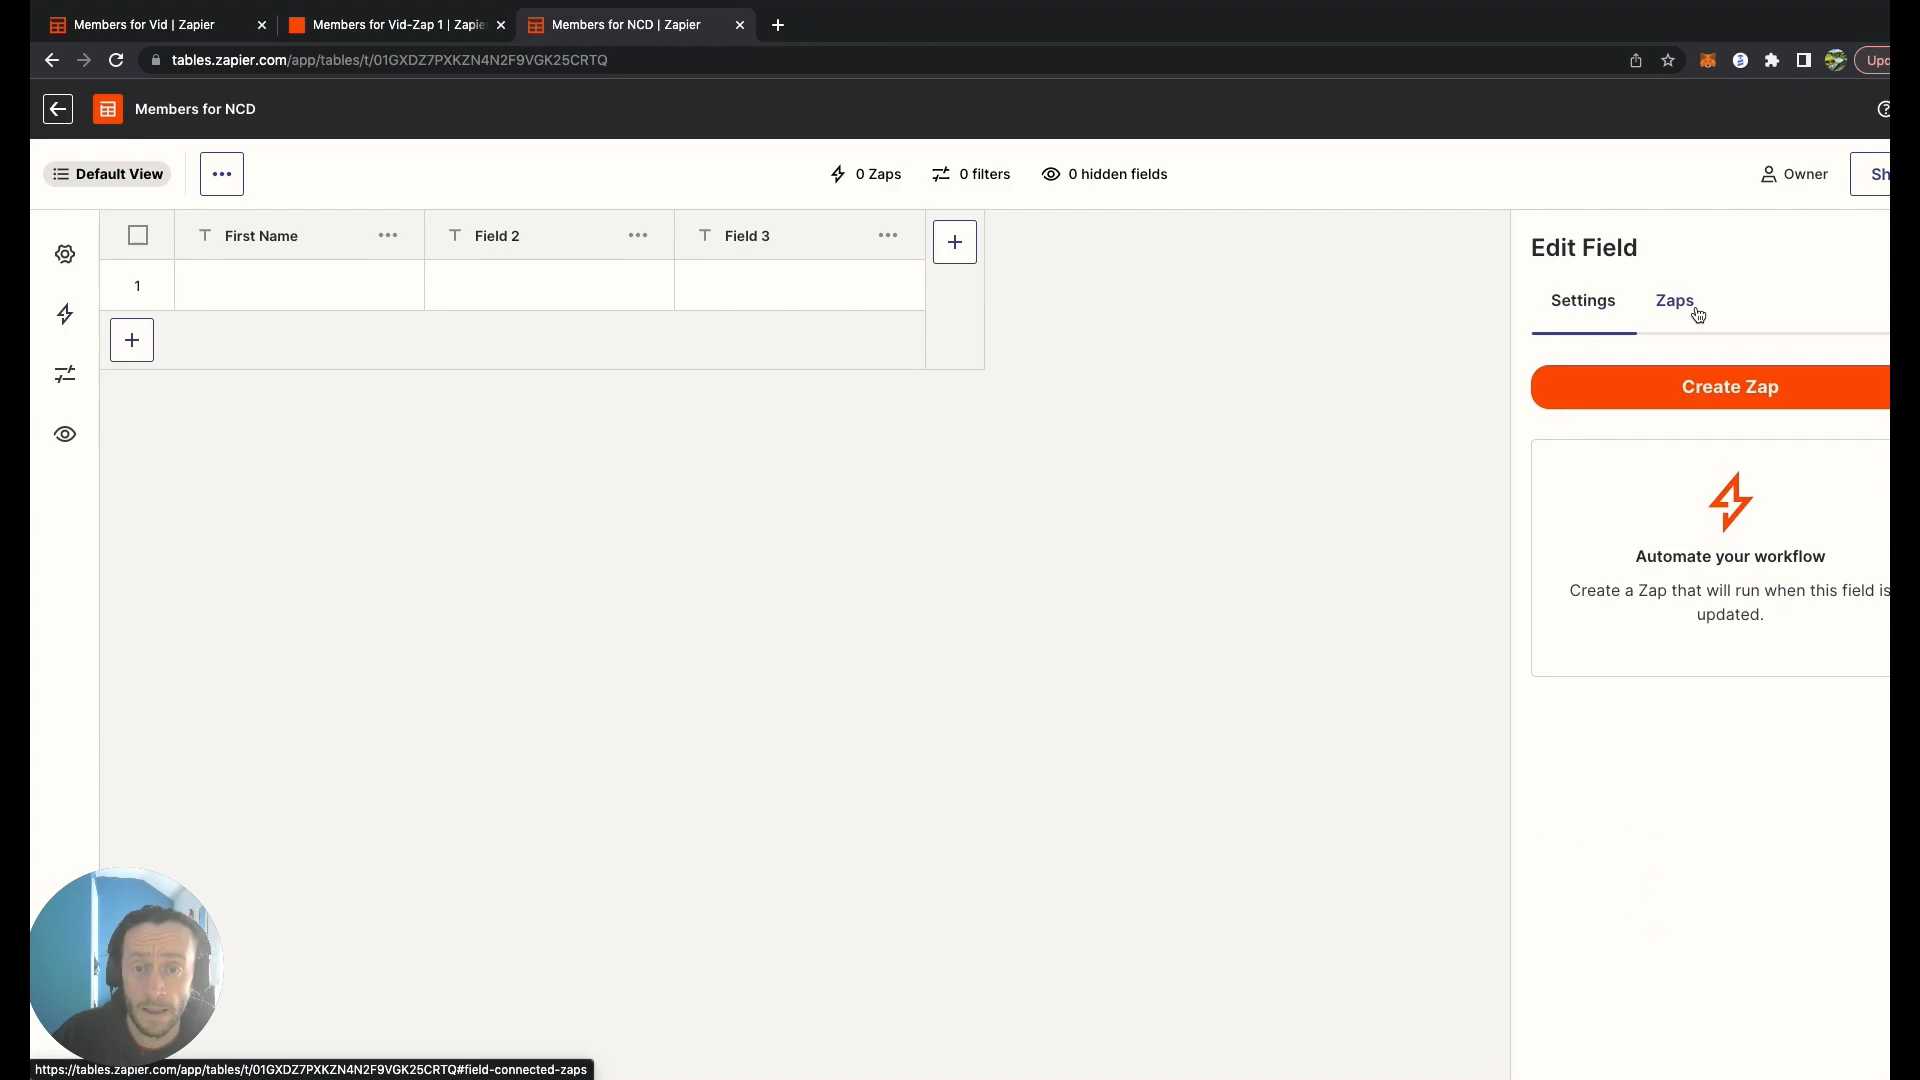 Members for Vid | Zapier
Members for Vid-Zap 1 | Zapie
Members for NCD | Zapier
tables.zapier.com/app/tables/t/01GXDZ7PXKZN4N2F9VGK25CRTQ
Upd
Members for NCD
Default View
0 Zaps
0 filters
0 hidden fields
Owner
Sh
First Name
Field 2
Field 3
1
Edit Field
Settings
Zaps
Create Zap
Automate your workflow
Create a Zap that will run when this field is
updated.
https://tables.zapier.com/app/tables/t/01GXDZ7PXKZN4N2F9VGK25CRTQ#field-connected-zaps